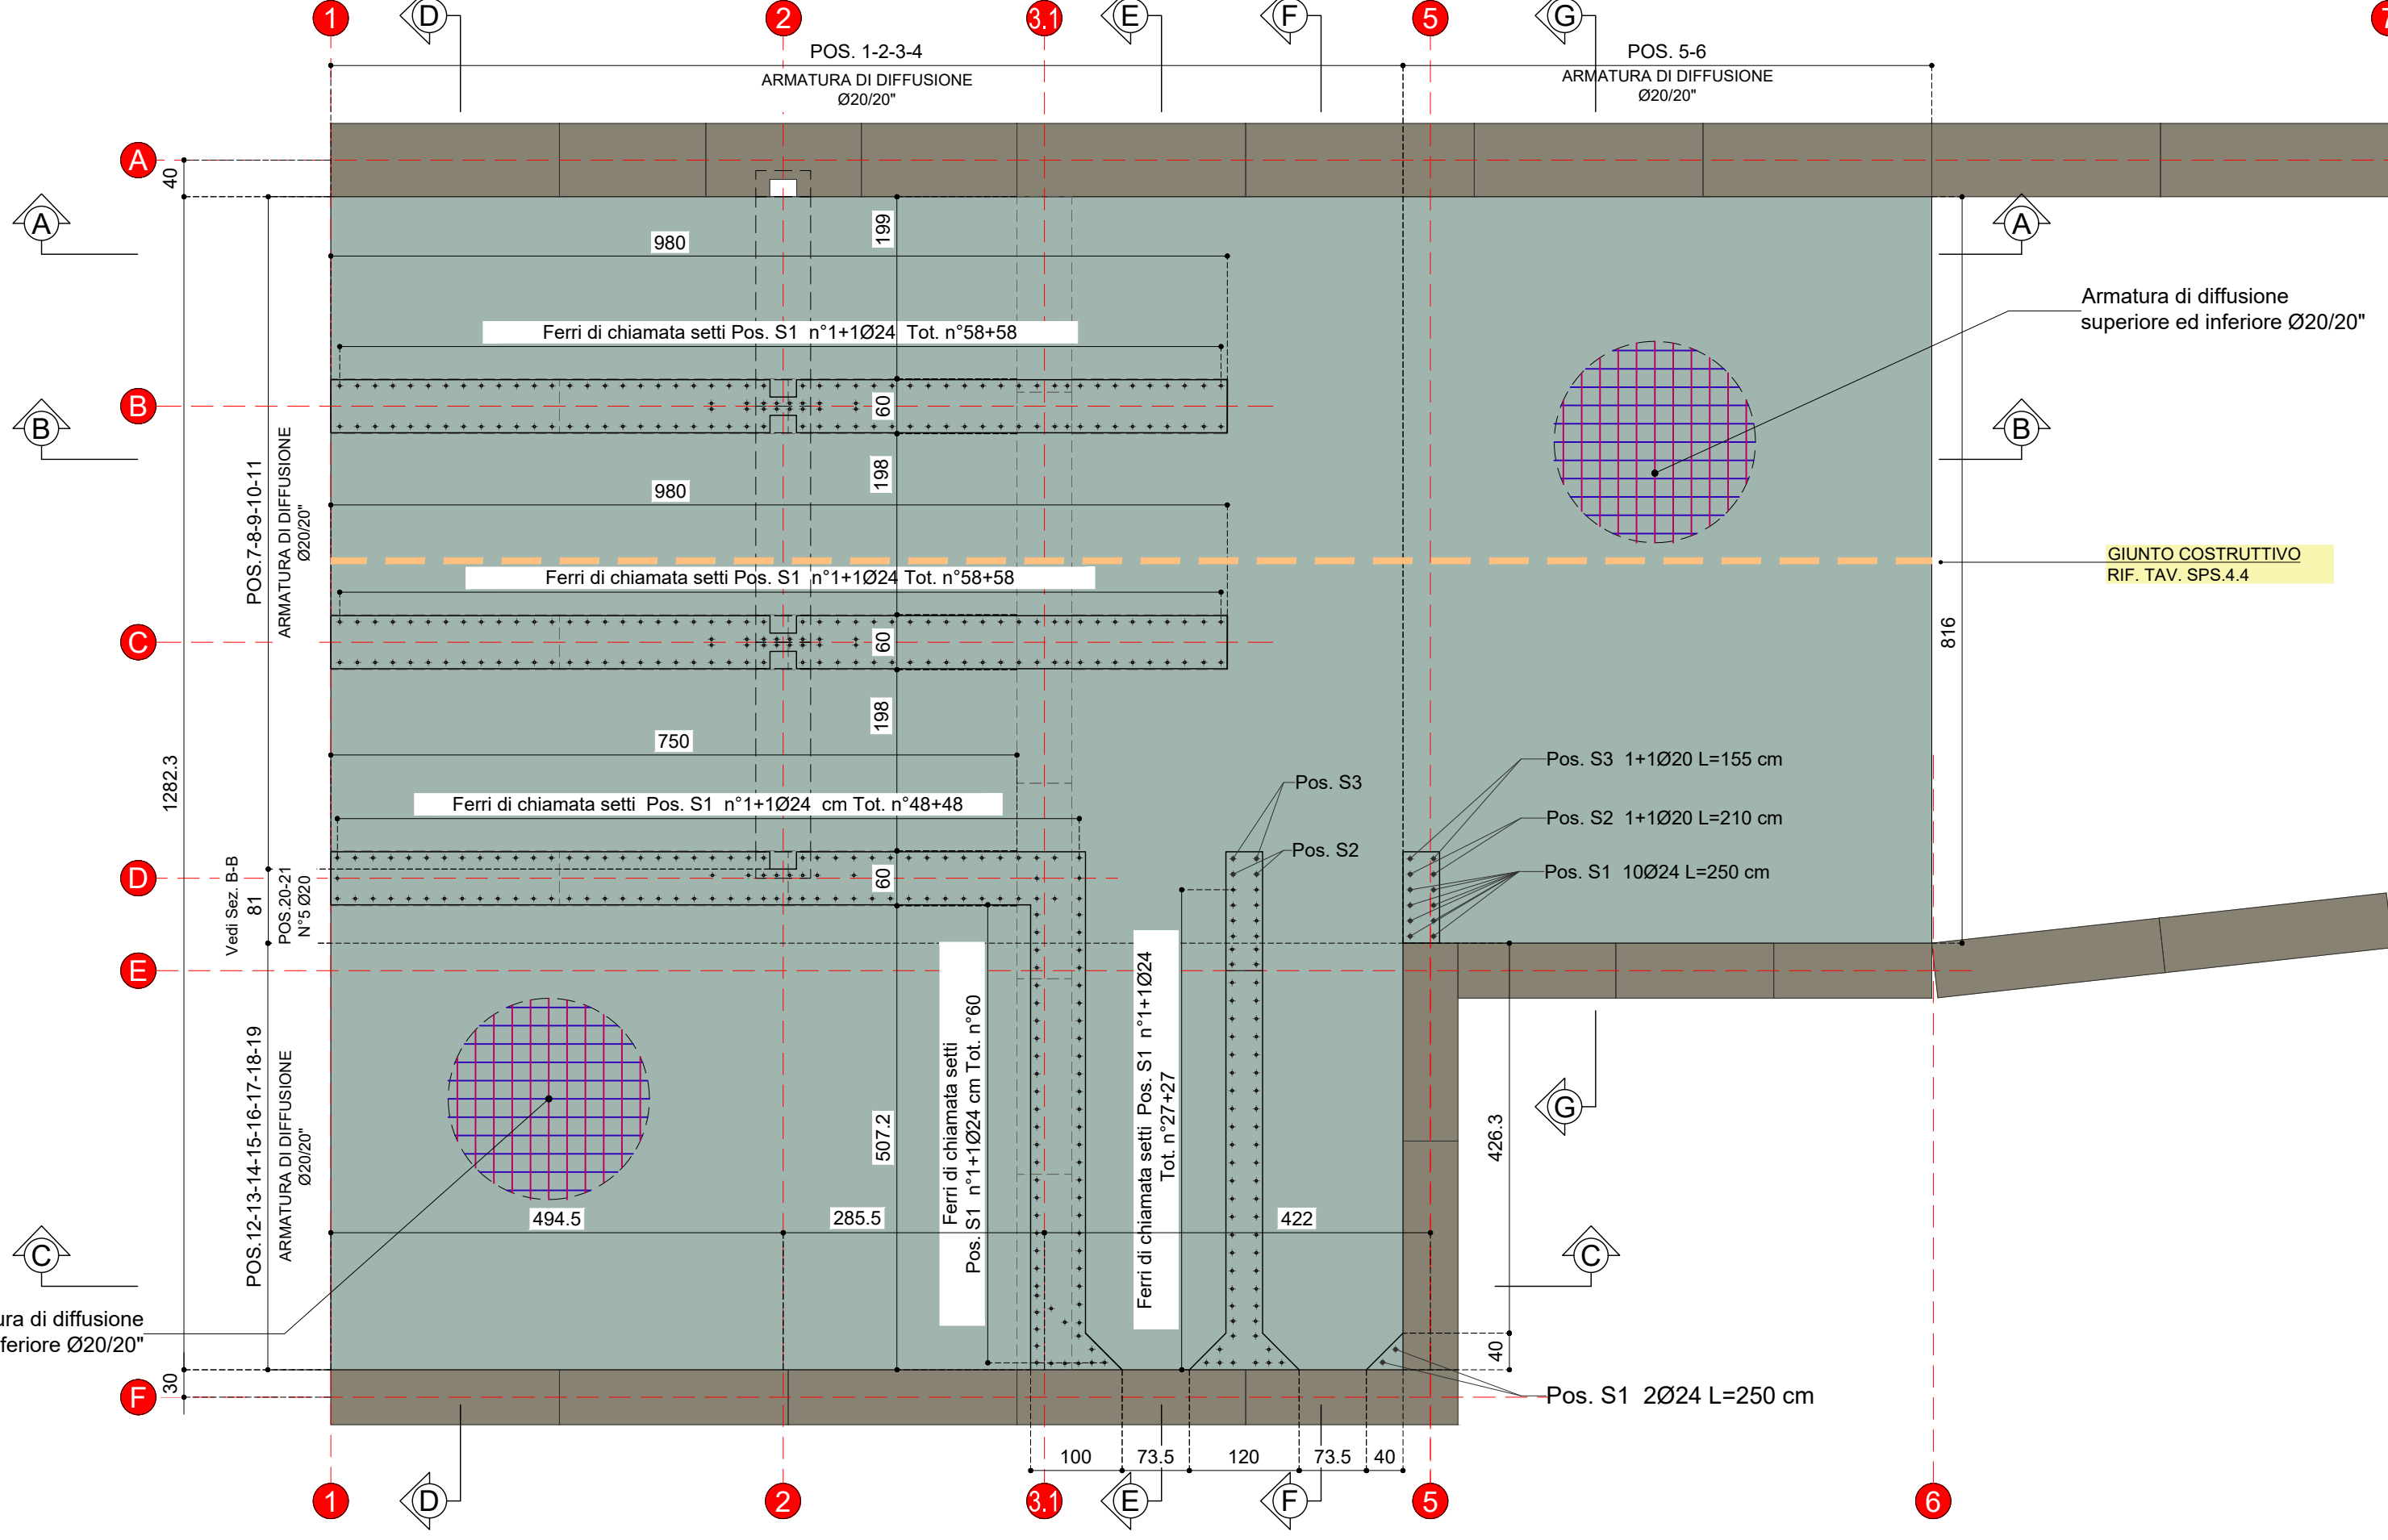 1
D
2
3.1
E
F
5
G
7
POS. 1-2-3-4
ARMATURA DI DIFFUSIONE
Ø20/20"
POS. 5-6
ARMATURA DI DIFFUSIONE
Ø20/20"
A
40
A
199
980
A
Armatura di diffusione
superiore ed inferiore Ø20/20"
Ferri di chiamata setti Pos. S1 n°1+1Ø24 Tot. n°58+58
B
60
B
B
POS.7-8-9-10-11
ARMATURA DI DIFFUSIONE
Ø20/20"
198
980
GIUNTO COSTRUTTIVO
RIF. TAV. SPS.4.4
Ferri di chiamata setti Pos. S1 n°1+1Ø24 Tot. n°58+58
C
60
816
198
750
1282.3
Pos. S3 1+1Ø20 L=155 cm
Pos. S3
Ferri di chiamata setti Pos. S1 n°1+1Ø24 cm Tot. n°48+48
Pos. S2 1+1Ø20 L=210 cm
Pos. S2
Pos. S1 10Ø24 L=250 cm
D
60
Vedi Sez. B-B
81
POS.20-21
N°5 Ø20
E
Ferri di chiamata setti
Pos. S1 n°1+1Ø24 cm Tot. n°60
Ferri di chiamata setti Pos. S1 n°1+1Ø24
Tot. n°27+27
POS.12-13-14-15-16-17-18-19
ARMATURA DI DIFFUSIONE
Ø20/20"
507.2
426.3
G
494.5
285.5
422
C
C
ura di diffusione
feriore Ø20/20"
40
30
F
Pos. S1 2Ø24 L=250 cm
100
73.5
120
73.5
40
1
D
2
3.1
E
F
5
6